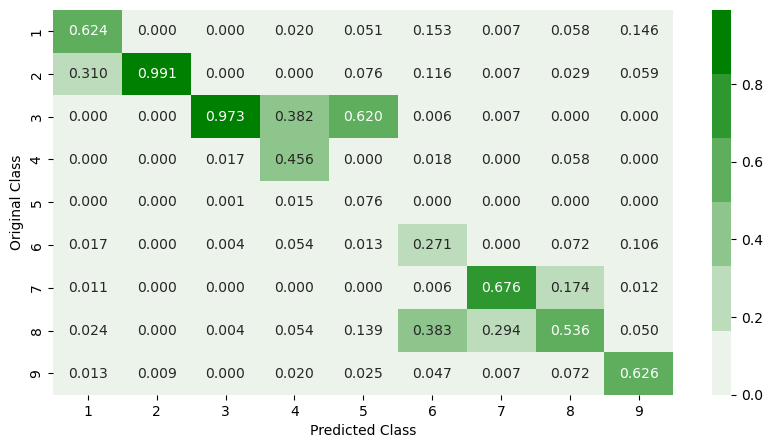 1 0.624 0.000 0.000 0.020 0.051 0.153 0.007 0.058 0.146
2 0.310 0.991 0.000 0.000 0.076 0.116 0.007 0.029 0.059
3 0.000 0.000 0.973 0.382 0.620 0.006 0.007 0.000 0.000
4 0.000 0.000 0.017 0.456 0.000 0.018 0.000 0.058 0.000
5 0.000 0.000 0.001 0.015 0.076 0.000 0.000 0.000 0.000
6 0.017 0.000 0.004 0.054 0.013 0.271 0.000 0.072 0.106
7 0.011 0.000 0.000 0.000 0.000 0.006 0.676 0.174 0.012
8 0.024 0.000 0.004 0.054 0.139 0.383 0.294 0.536 0.050
9 0.013 0.009 0.000 0.020 0.025 0.047 0.007 0.072 0.626
1 2 3 4 5 6 7 8 9
Predicted Class
Original Class
0.8
0.6
0.4
0.2
0.0